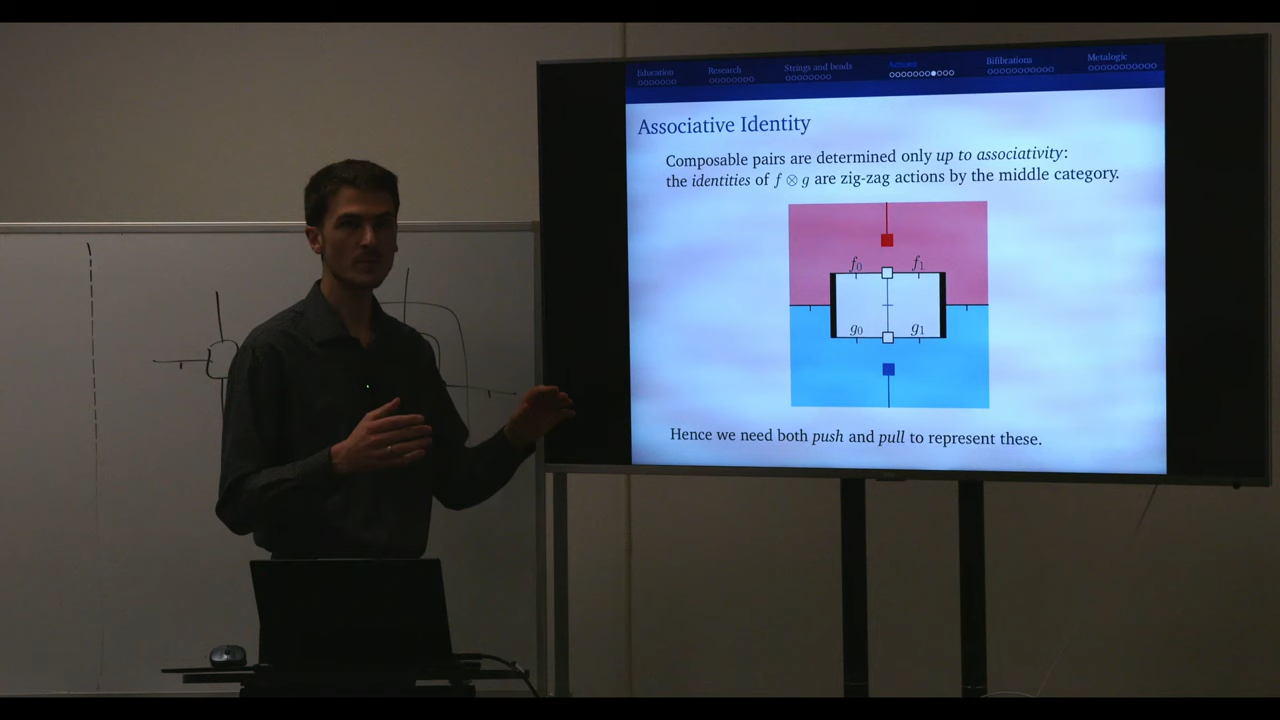 Education Research Strings and beads Actions Bifibrations Metalogic
Associative Identity
Composable pairs are determined only up to associativity:
the identities of f ⊗ g are zig-zag actions by the middle category.
f₀ f₁
g₀ g₁
Hence we need both push and pull to represent these.